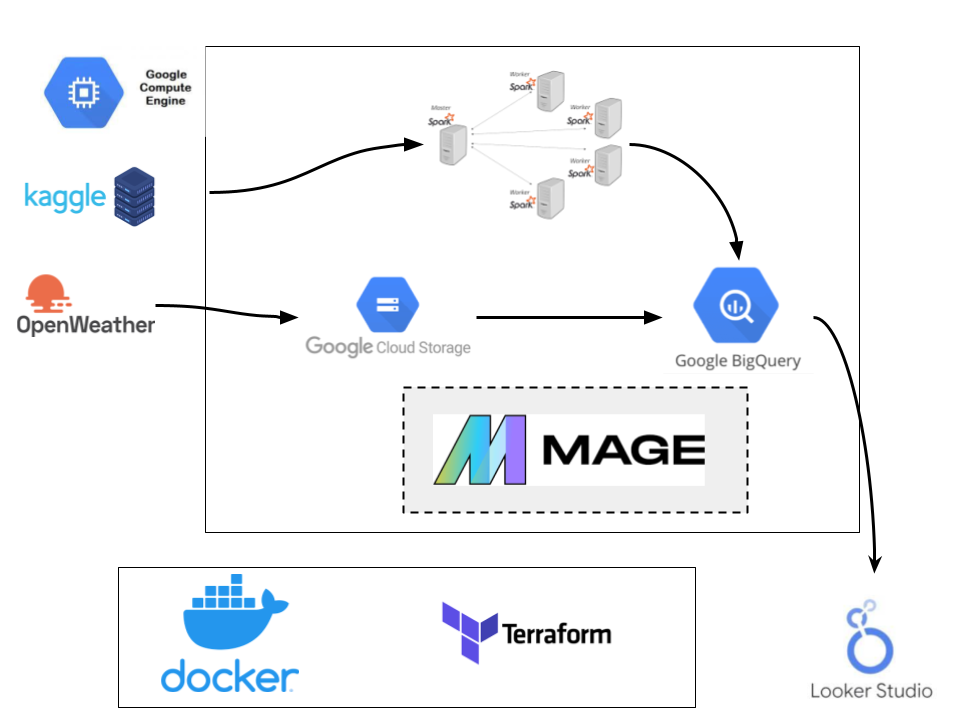 Google
Compute
Engine
Worker
Spark
Master
Spark
Worker
Spark
Worker
Spark
Worker
Spark
kaggle
OpenWeather
Google Cloud Storage
Google BigQuery
MAGE
docker
Terraform
Looker Studio